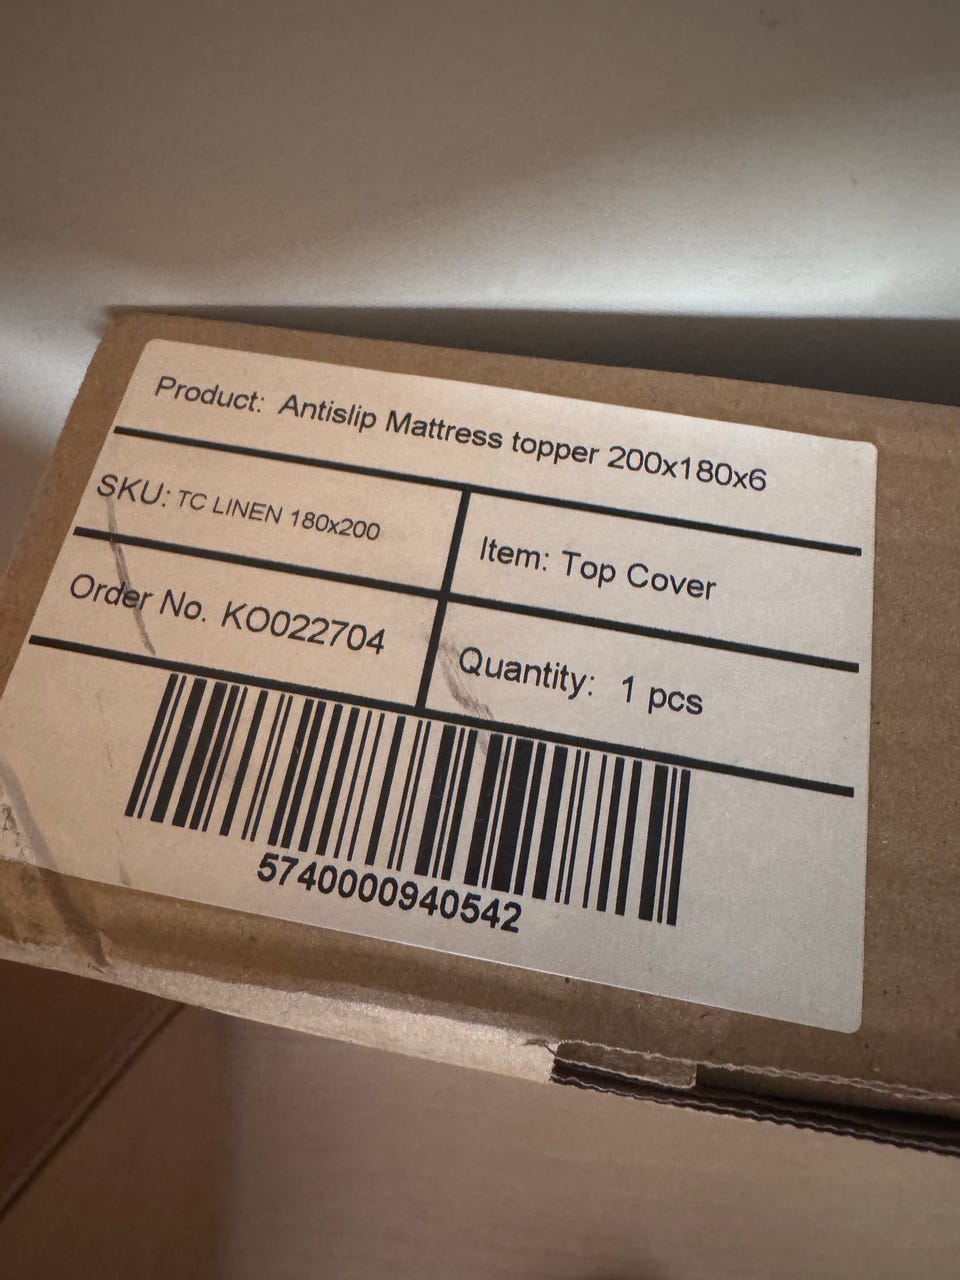 Product: Antislip Mattress topper 200x180x6
SKU: TC LINEN 180x200
Item: Top Cover
Order No. KO022704
Quantity: 1 pcs
5740000940542